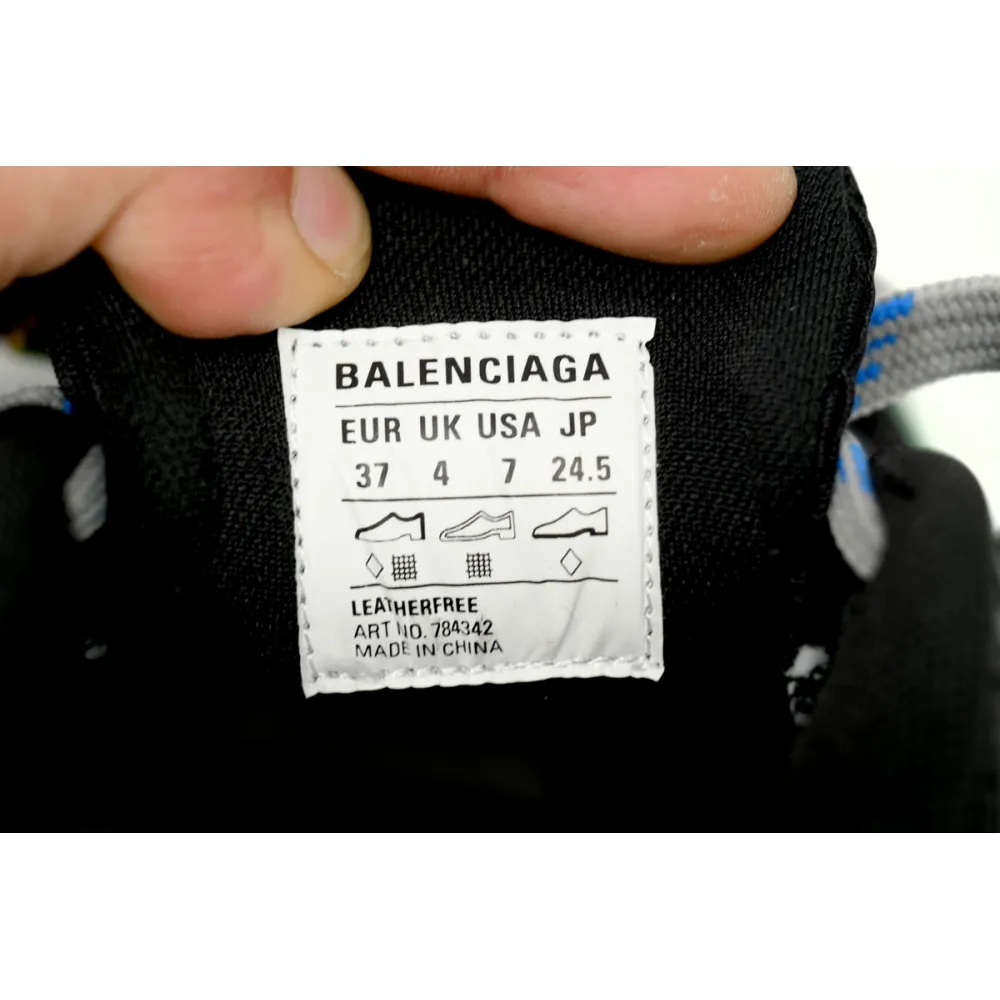 BALENCIAGA
EUR UK USA JP
37 4 7 24.5
LEATHERFREE
ART NO. 784342
MADE IN CHINA